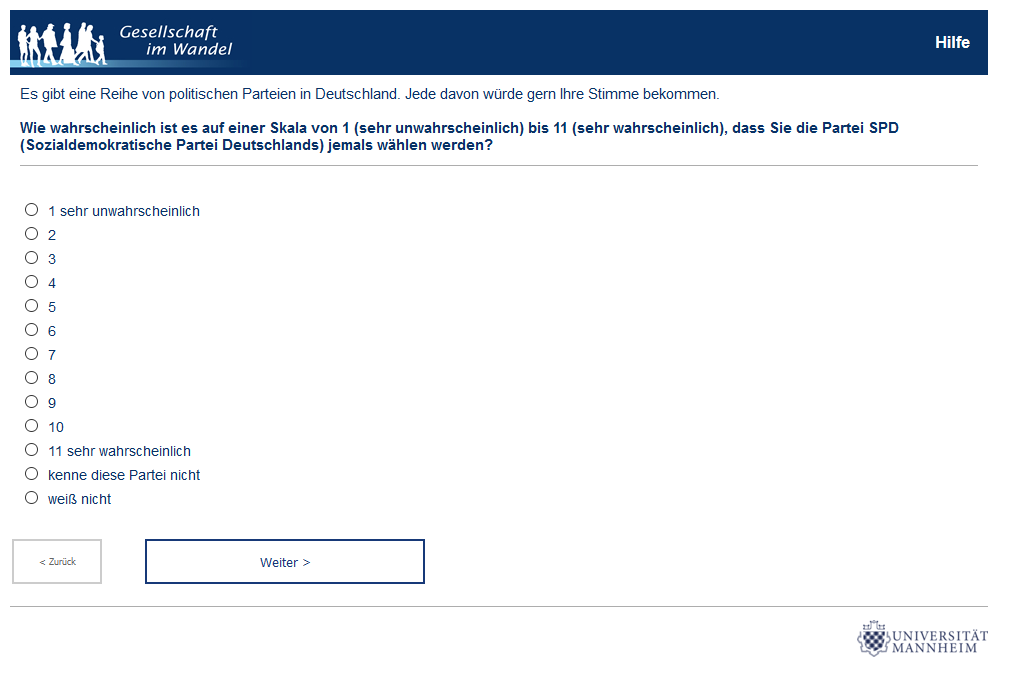 Gesellschaft
im Wandel
Hilfe
Es gibt eine Reihe von politischen Parteien in Deutschland. Jede davon würde gern Ihre Stimme bekommen.
Wie wahrscheinlich ist es auf einer Skala von 1 (sehr unwahrscheinlich) bis 11 (sehr wahrscheinlich), dass Sie die Partei SPD
(Sozialdemokratische Partei Deutschlands) jemals wählen werden?
1 sehr unwahrscheinlich
2
3
4
5
6
7
8
9
10
11 sehr wahrscheinlich
kenne diese Partei nicht
weiß nicht
< Zurück
Weiter >
UNIVERSITÄT
MANNHEIM